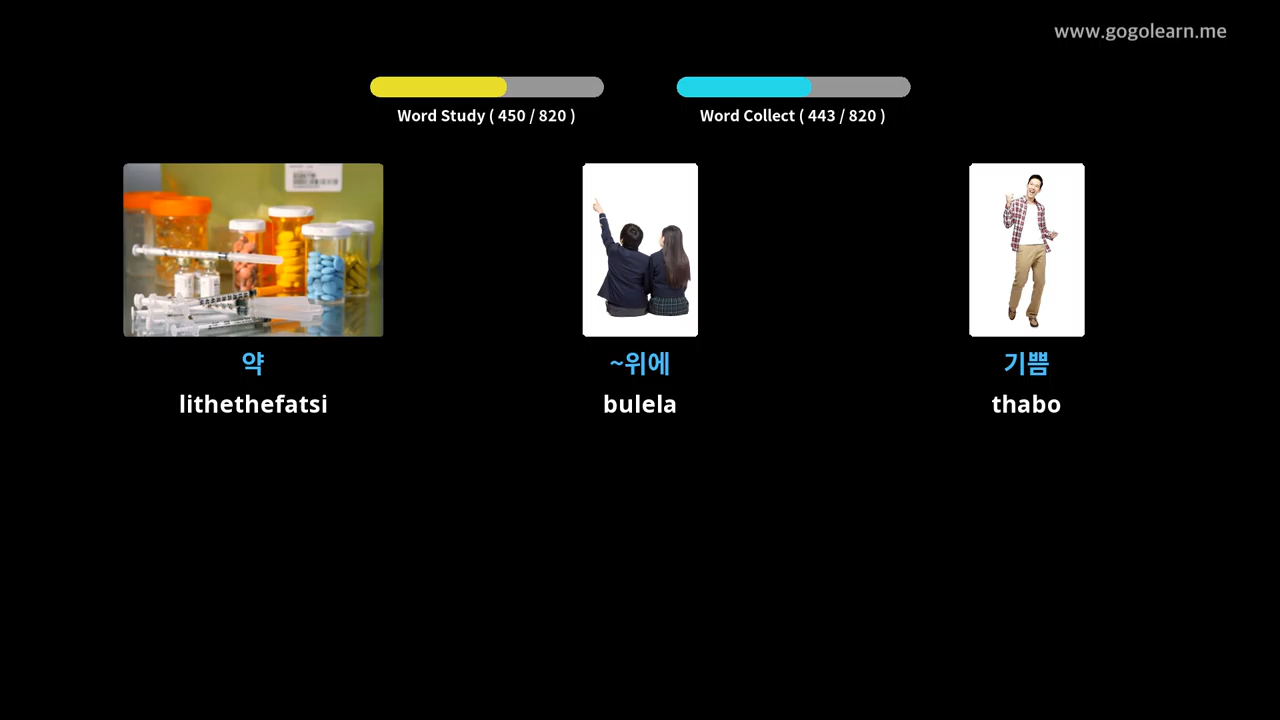 www.gogolearn.me
Word Study ( 450 / 820 )
Word Collect ( 443 / 820 )
약
~위에
기쁨
lithethefatsi
bulela
thabo